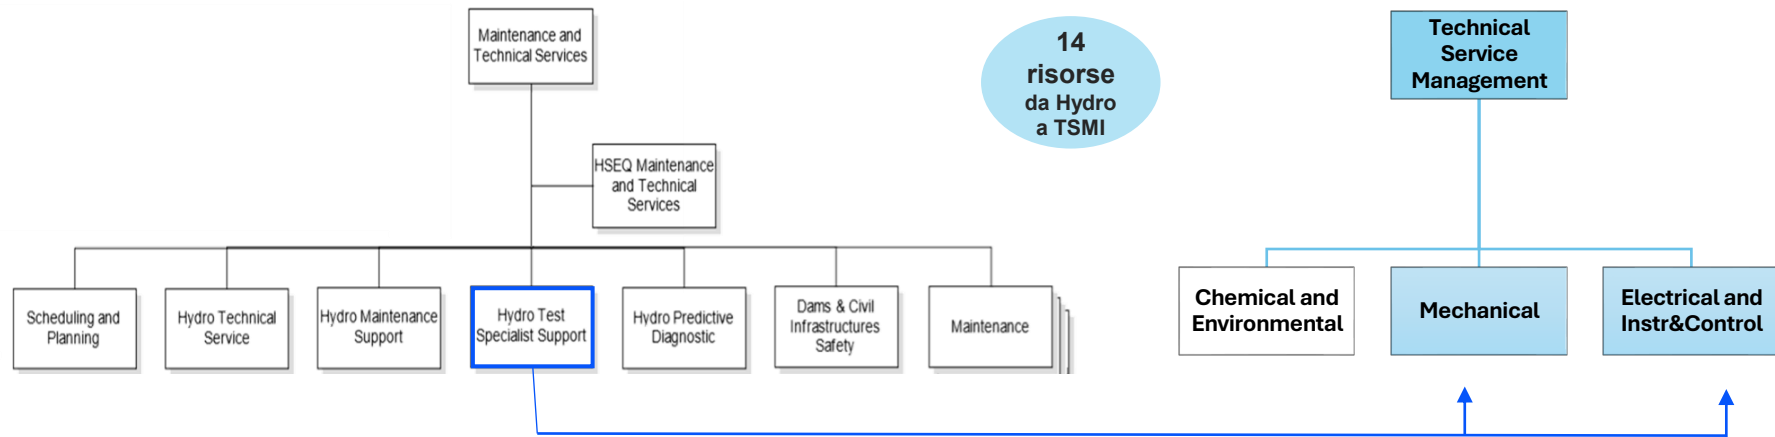 Maintenance and
Technical Services
14
risorse
da Hydro
a TSMI
Technical
Service
Management
HSEQ Maintenance
and Technical
Services
Scheduling and
Planning
Hydro Technical
Service
Hydro Maintenance
Support
Hydro Test
Specialist Support
Hydro Predictive
Diagnostic
Dams & Civil
Infrastructures
Safety
Maintenance
Chemical and
Environmental
Mechanical
Electrical and
Instr&Control